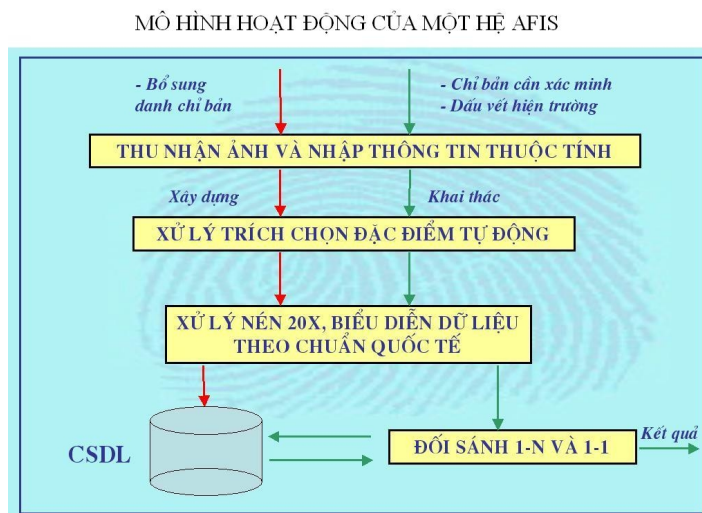 MÔ HÌNH HOẠT ĐỘNG CỦA MỘT HỆ AFIS
- Bổ sung
danh chỉ bản
- Chỉ bản cần xác minh
- Dấu vết hiện trường
THU NHẬN ẢNH VÀ NHẬP THÔNG TIN THUỘC TÍNH
Xây dựng
Khai thác
XỬ LÝ TRÍCH CHỌN ĐẶC ĐIỂM TỰ ĐỘNG
XỬ LÝ NÉN 20X, BIỂU DIỄN DỮ LIỆU
THEO CHUẨN QUỐC TẾ
CSDL
ĐỐI SÁNH 1-N VÀ 1-1
Kết quả